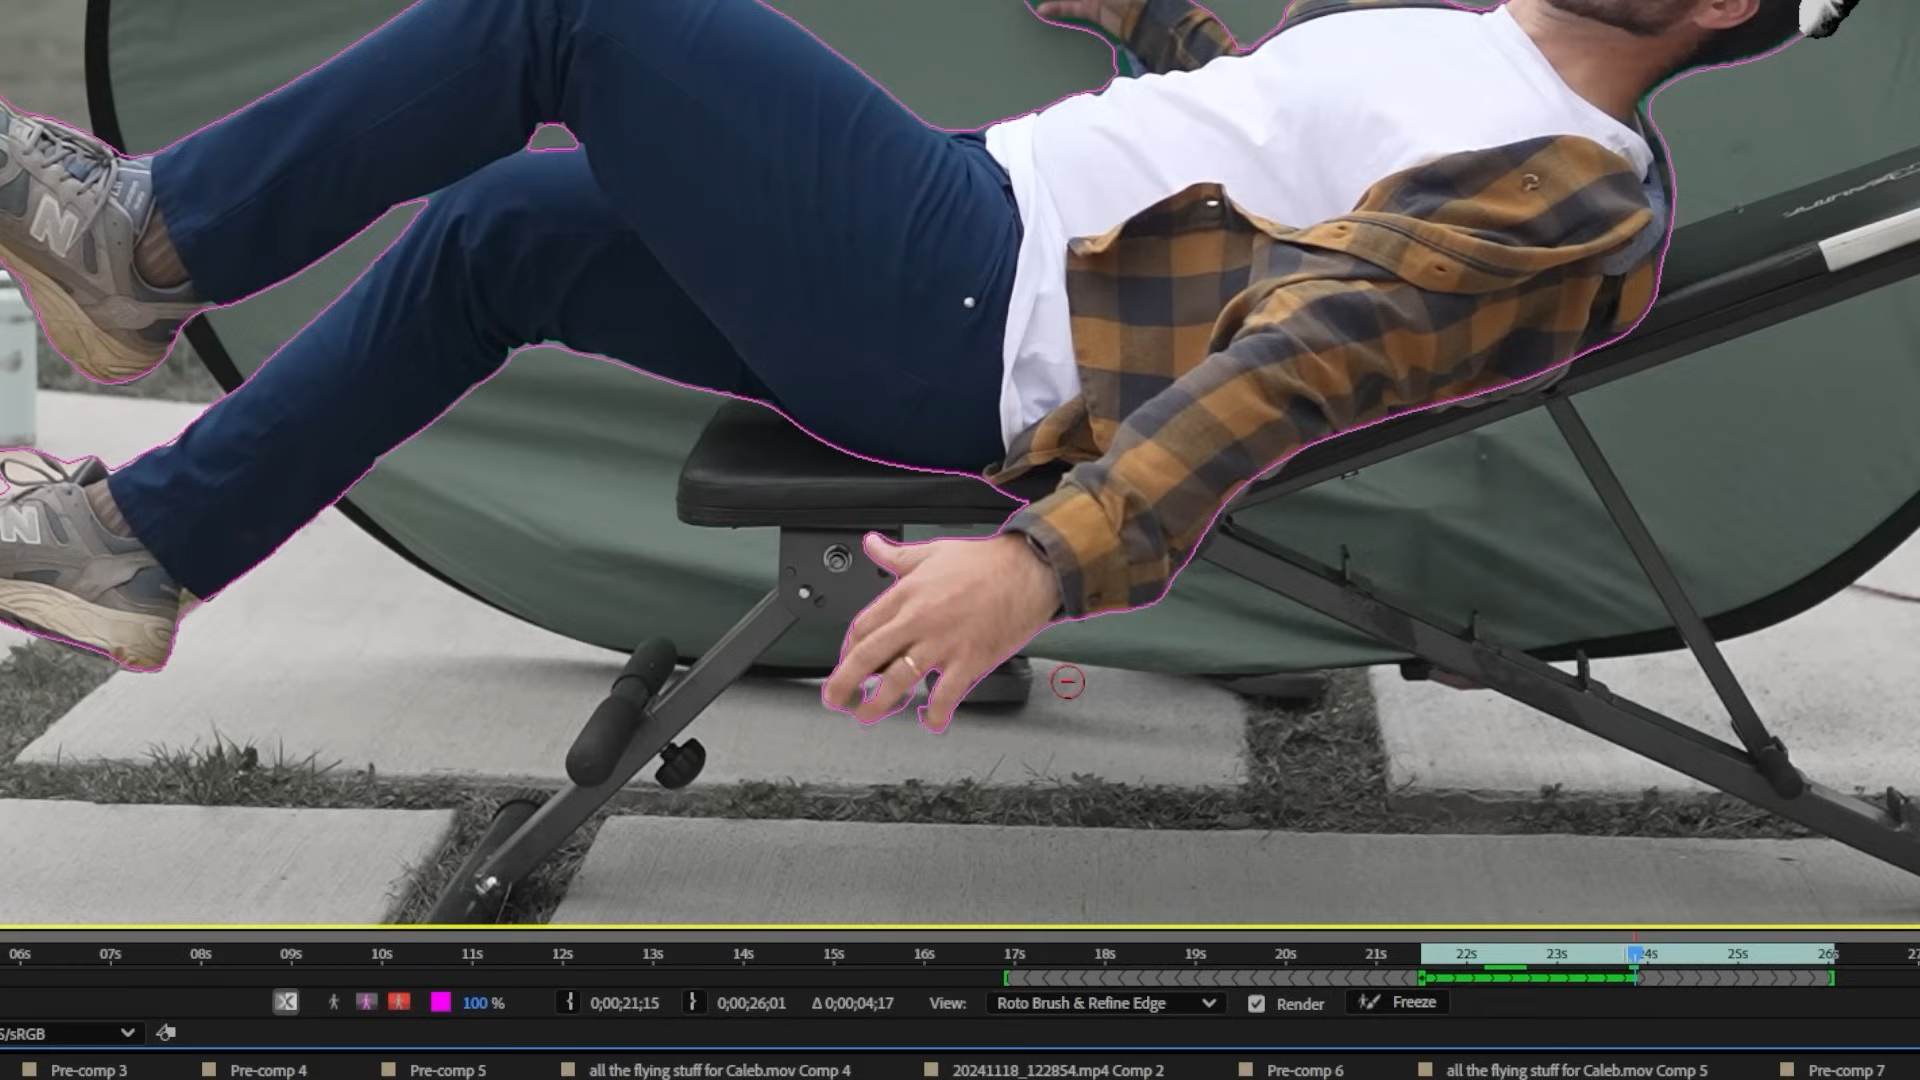 N
N
06s 07s 08s 09s 10s 11s 12s 13s 14s 15s 16s 17s 18s 19s 20s 21s 22s 23s 24s 25s 26s 27
100 % 0;00;21;15 0;00;26;01 Δ 0;00;04;17 View: Roto Brush & Refine Edge Render Freeze
S/sRGB
Pre-comp 3 Pre-comp 4 Pre-comp 5 all the flying stuff for Caleb.mov Comp 4 20241118_122854.mp4 Comp 2 Pre-comp 6 all the flying stuff for Caleb.mov Comp 5 Pre-comp 7